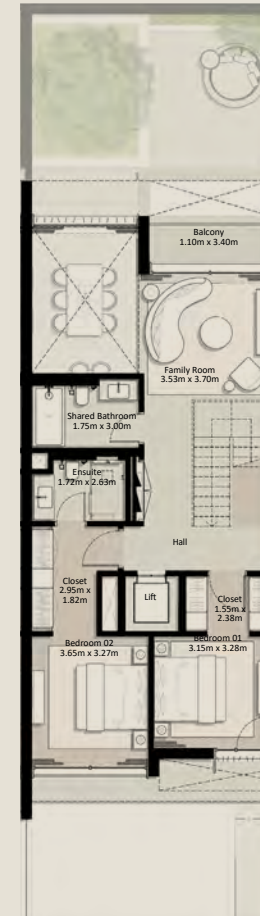 Balcony
1.10m x 3.40m
Family Room
3.53m x 3.70m
Shared Bathroom
1.75m x 3.00m
Ensuite
1.72m x 2.63m
Hall
Closet
2.95m x
1.82m
Lift
Closet
1.55m x
2.38m
Bedroom 02
3.65m x 3.27m
Bedroom 01
3.15m x 3.28m